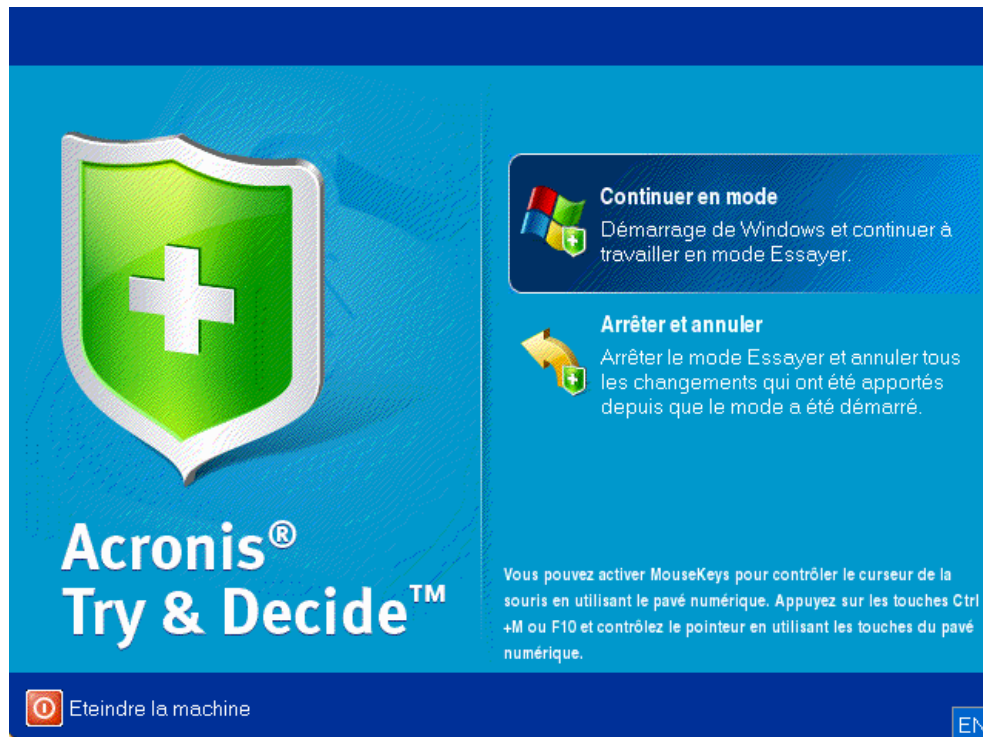 Continuer en mode
Démarrage de Windows et continuer à
travailler en mode Essayer.
Arrêter et annuler
Arrêter le mode Essayer et annuler tous
les changements qui ont été apportés
depuis que le mode a été démarré.
Acronis®
Try & Decide™
Vous pouvez activer MouseKeys pour contrôler le curseur de la
souris en utilisant le pavé numérique. Appuyez sur les touches Ctrl
+M ou F10 et contrôlez le pointeur en utilisant les touches du pavé
numérique.
Eteindre la machine
EN